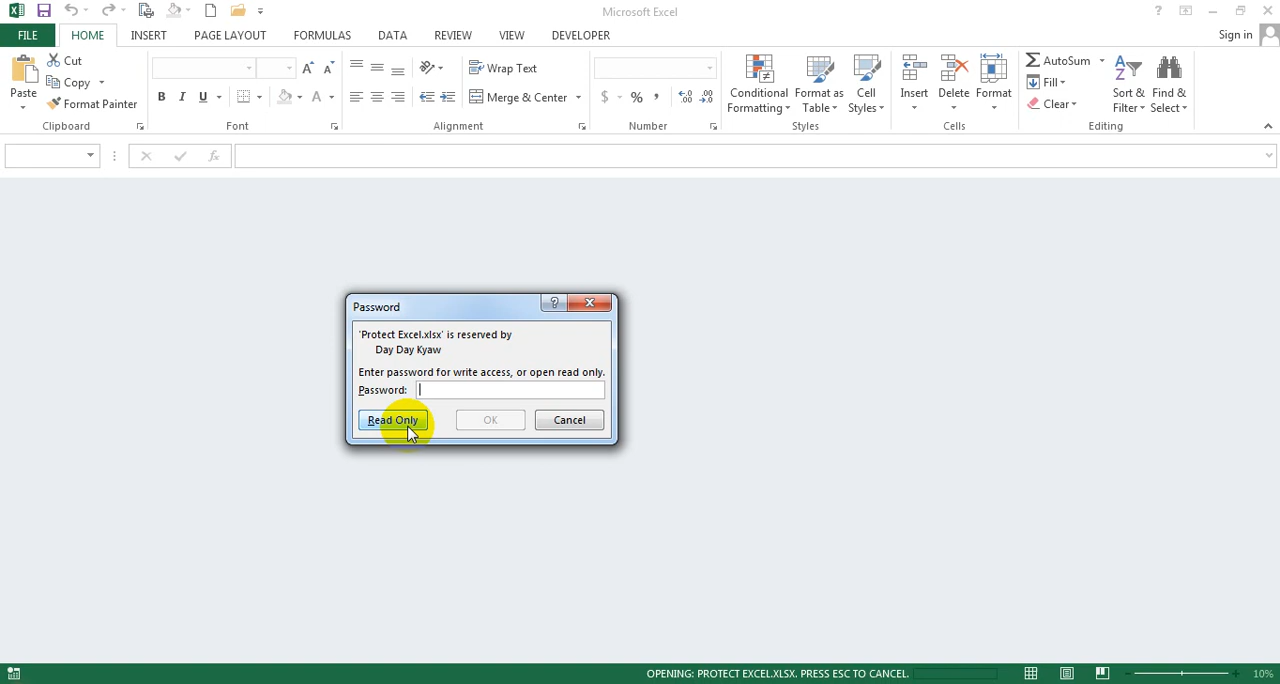 Microsoft Excel
Sign in
FILE HOME INSERT PAGE LAYOUT FORMULAS DATA REVIEW VIEW DEVELOPER
Paste
Cut
Copy
Format Painter
Clipboard
B I U
A A
A
Font
Wrap Text
Merge & Center
Alignment
$ % ,
Number
Conditional Formatting
Format as Table
Cell Styles
Styles
Insert
Delete
Format
Cells
AutoSum
Fill
Clear
Sort & Filter
Find & Select
Editing
fx
Password
'Protect Excel.xlsx' is reserved by
Day Day Kyaw
Enter password for write access, or open read only.
Password:
Read Only OK Cancel
OPENING: PROTECT EXCEL.XLSX. PRESS ESC TO CANCEL.
10%